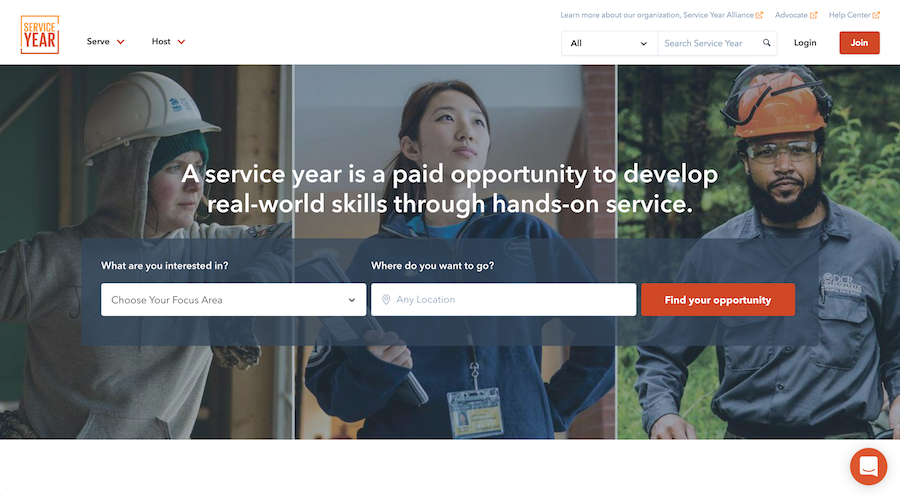 Learn more about our organization, Service Year Alliance
Advocate
Help Center
SERVICE
YEAR
Serve
Host
All
Search Service Year
Login
Join
A service year is a paid opportunity to develop
real-world skills through hands-on service.
What are you interested in?
Where do you want to go?
Choose Your Focus Area
Any Location
Find your opportunity
DCR